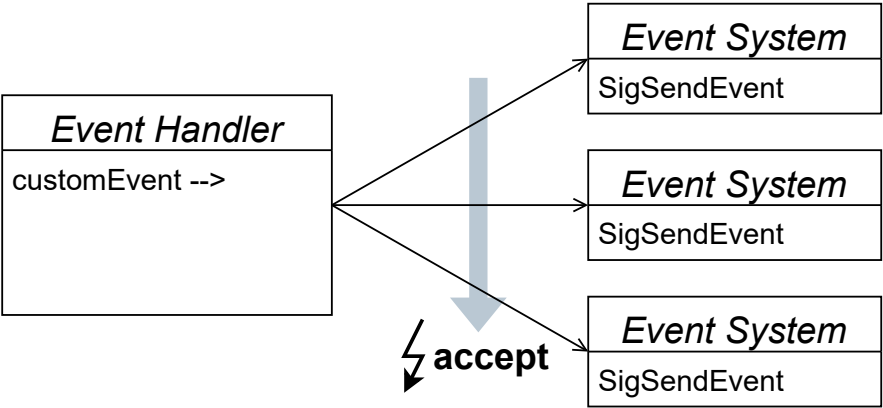 Event Handler
customEvent -->
Event System
SigSendEvent
Event System
SigSendEvent
Event System
SigSendEvent
accept